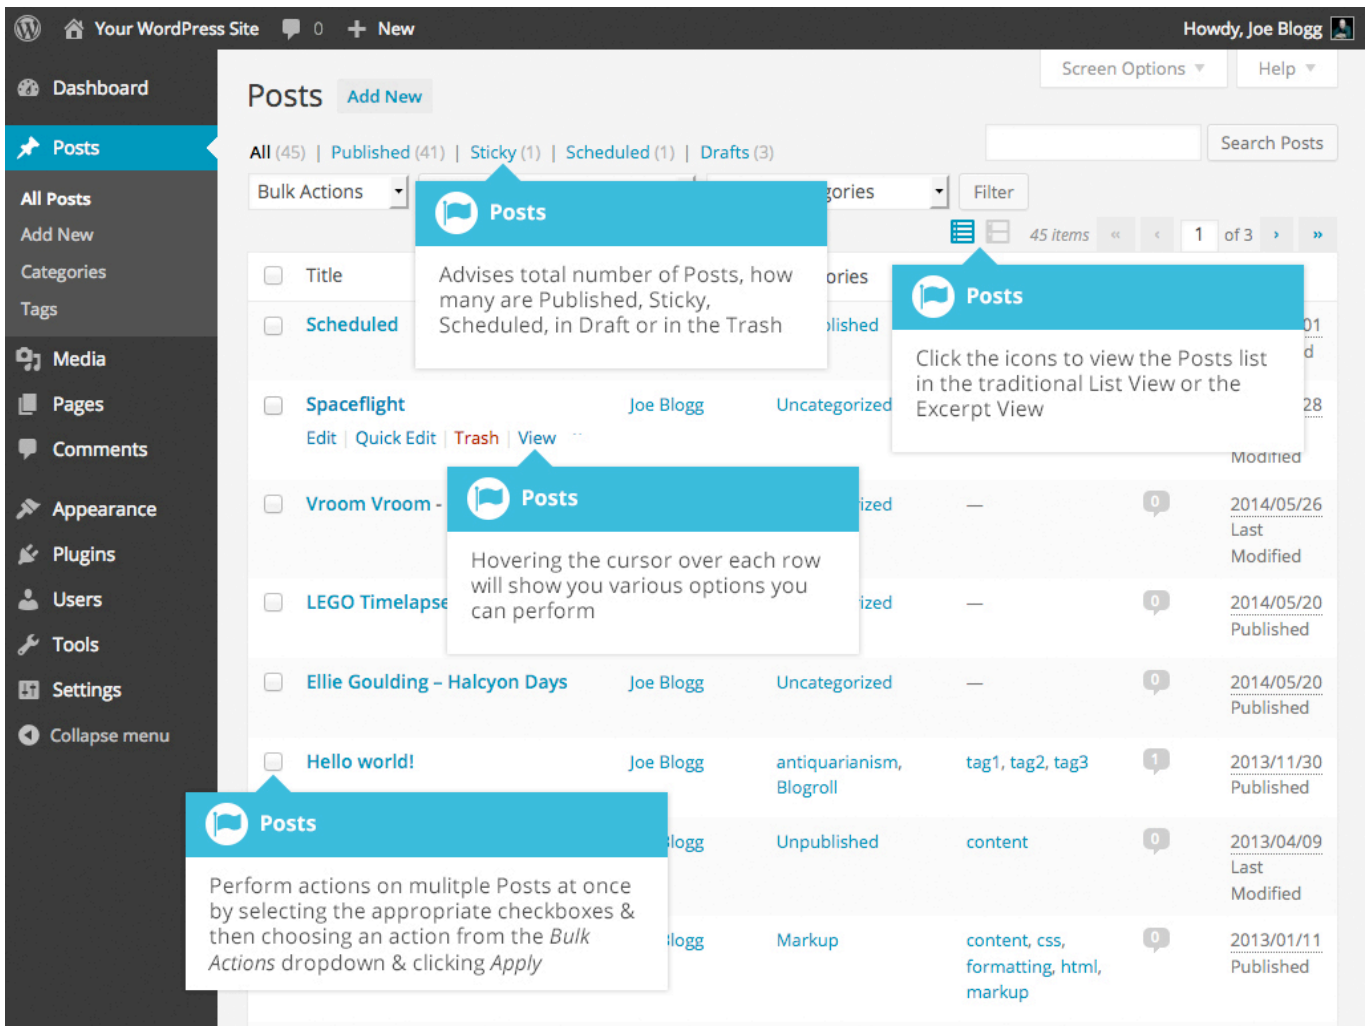 Your WordPress Site 0 New Howdy, Joe Blogg
Screen Options Help
Dashboard
Posts
All Posts
Add New
Categories
Tags
Media
Pages
Comments
Appearance
Plugins
Users
Tools
Settings
Collapse menu
Posts Add New
All (45) | Published (41) | Sticky (1) | Scheduled (1) | Drafts (3)
Search Posts
Bulk Actions
Filter
45 items « ‹ 1 of 3 › »
Title
Posts
Advises total number of Posts, how
many are Published, Sticky,
Scheduled, in Draft or in the Trash
Posts
Click the icons to view the Posts list
in the traditional List View or the
Excerpt View
Scheduled
Spaceflight Joe Blogg Uncategorized
Edit | Quick Edit | Trash | View
Modified
Posts
Hovering the cursor over each row
will show you various options you
can perform
Vroom Vroom - — 0 2014/05/26
Last
Modified
LEGO Timelapse — 0 2014/05/20
Published
Ellie Goulding – Halcyon Days Joe Blogg Uncategorized — 0 2014/05/20
Published
Hello world! Joe Blogg antiquarianism, tag1, tag2, tag3 1 2013/11/30
Blogroll Published
Posts
Perform actions on mulitple Posts at once
by selecting the appropriate checkboxes &
then choosing an action from the Bulk
Actions dropdown & clicking Apply
Unpublished content 0 2013/04/09
Last
Modified
Markup content, css, 0 2013/01/11
formatting, html, Published
markup